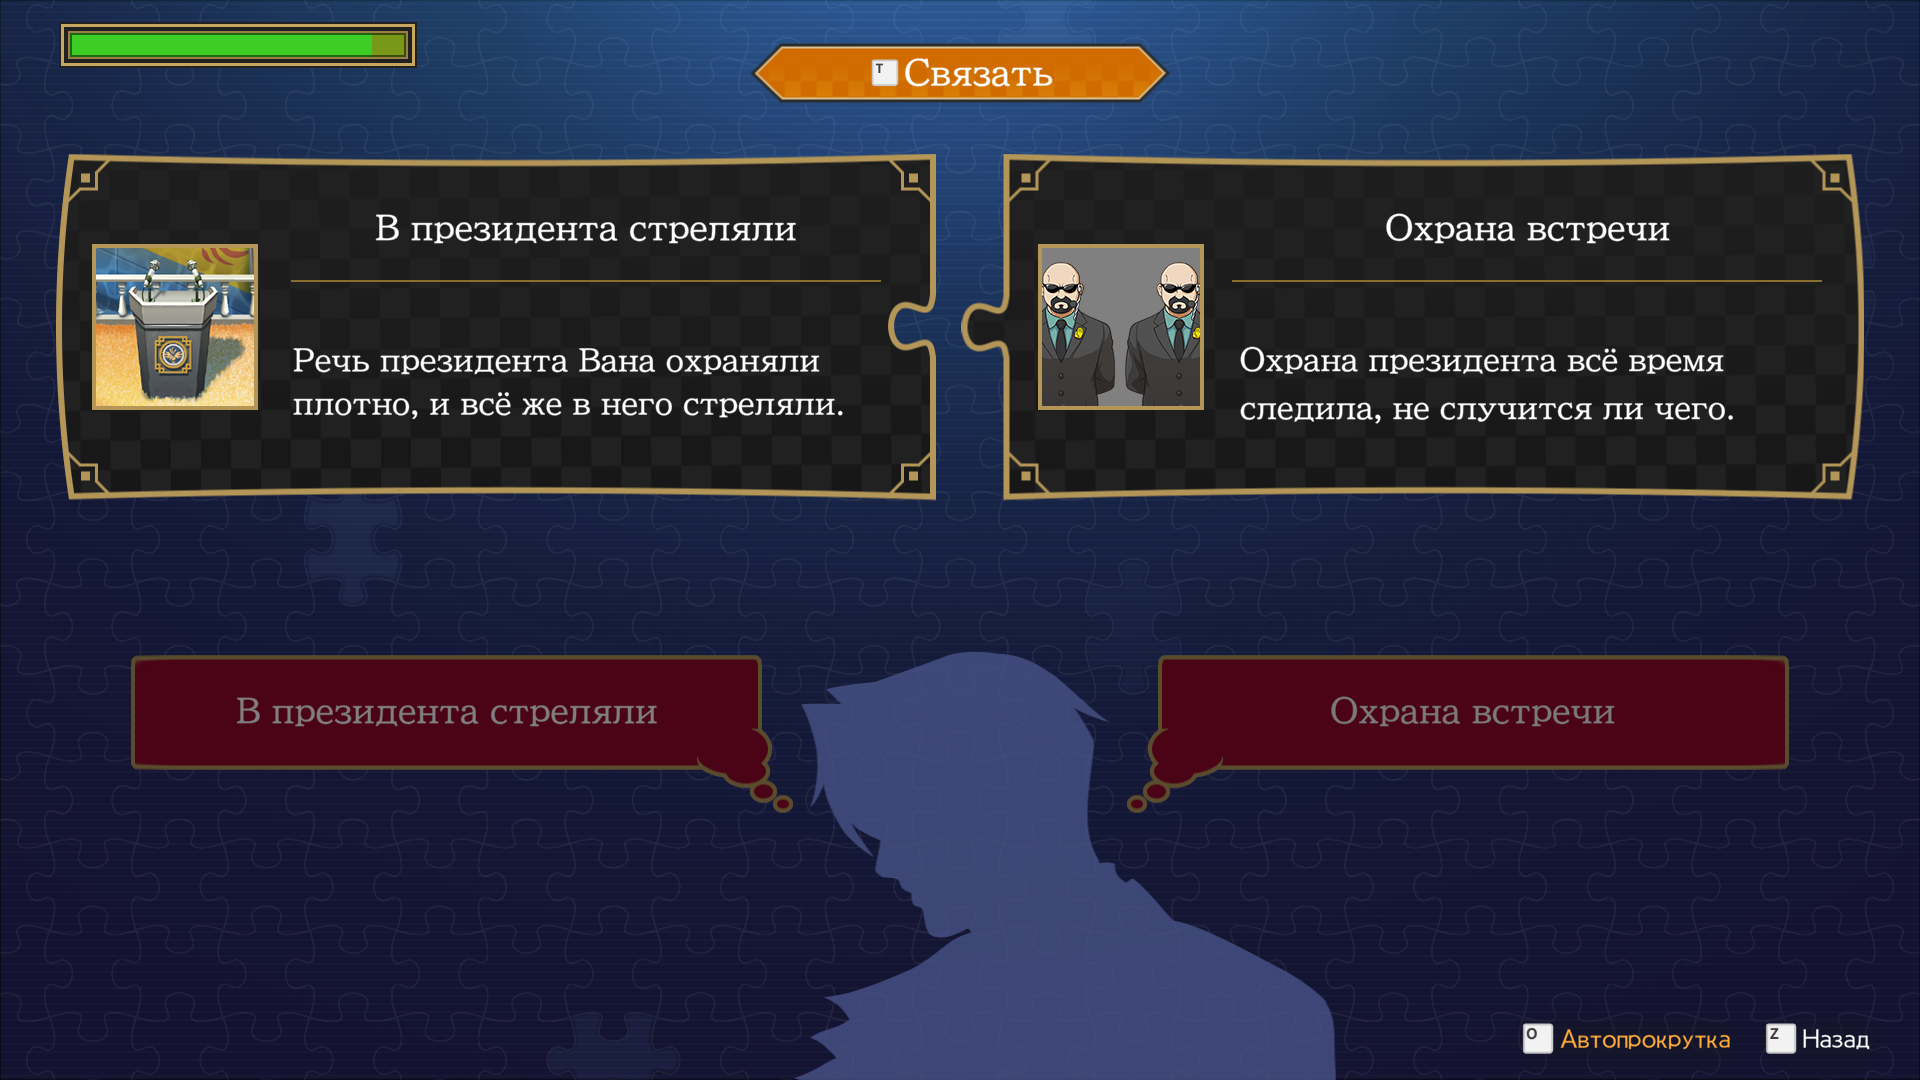 T Связать
В президента стреляли
Речь президента Вана охраняли
плотно, и всё же в него стреляли.
Охрана встречи
Охрана президента всё время
следила, не случится ли чего.
В президента стреляли
Охрана встречи
O Автопрокрутка
Z Назад